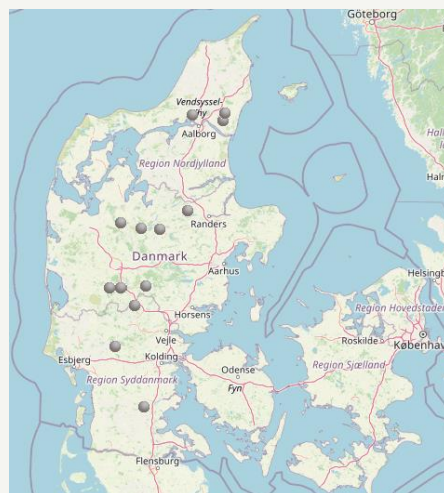 Göteborg
Vendsyssel-
Thy
Aalborg
Region Nordjylland
Randers
Danmark
Aarhus
Helsingb
Horsens
Region Hovedstaden
Vejle
Roskilde
København
Esbjerg
Kolding
Odense
Region Sjælland
Region Syddanmark
Fyn
Flensburg